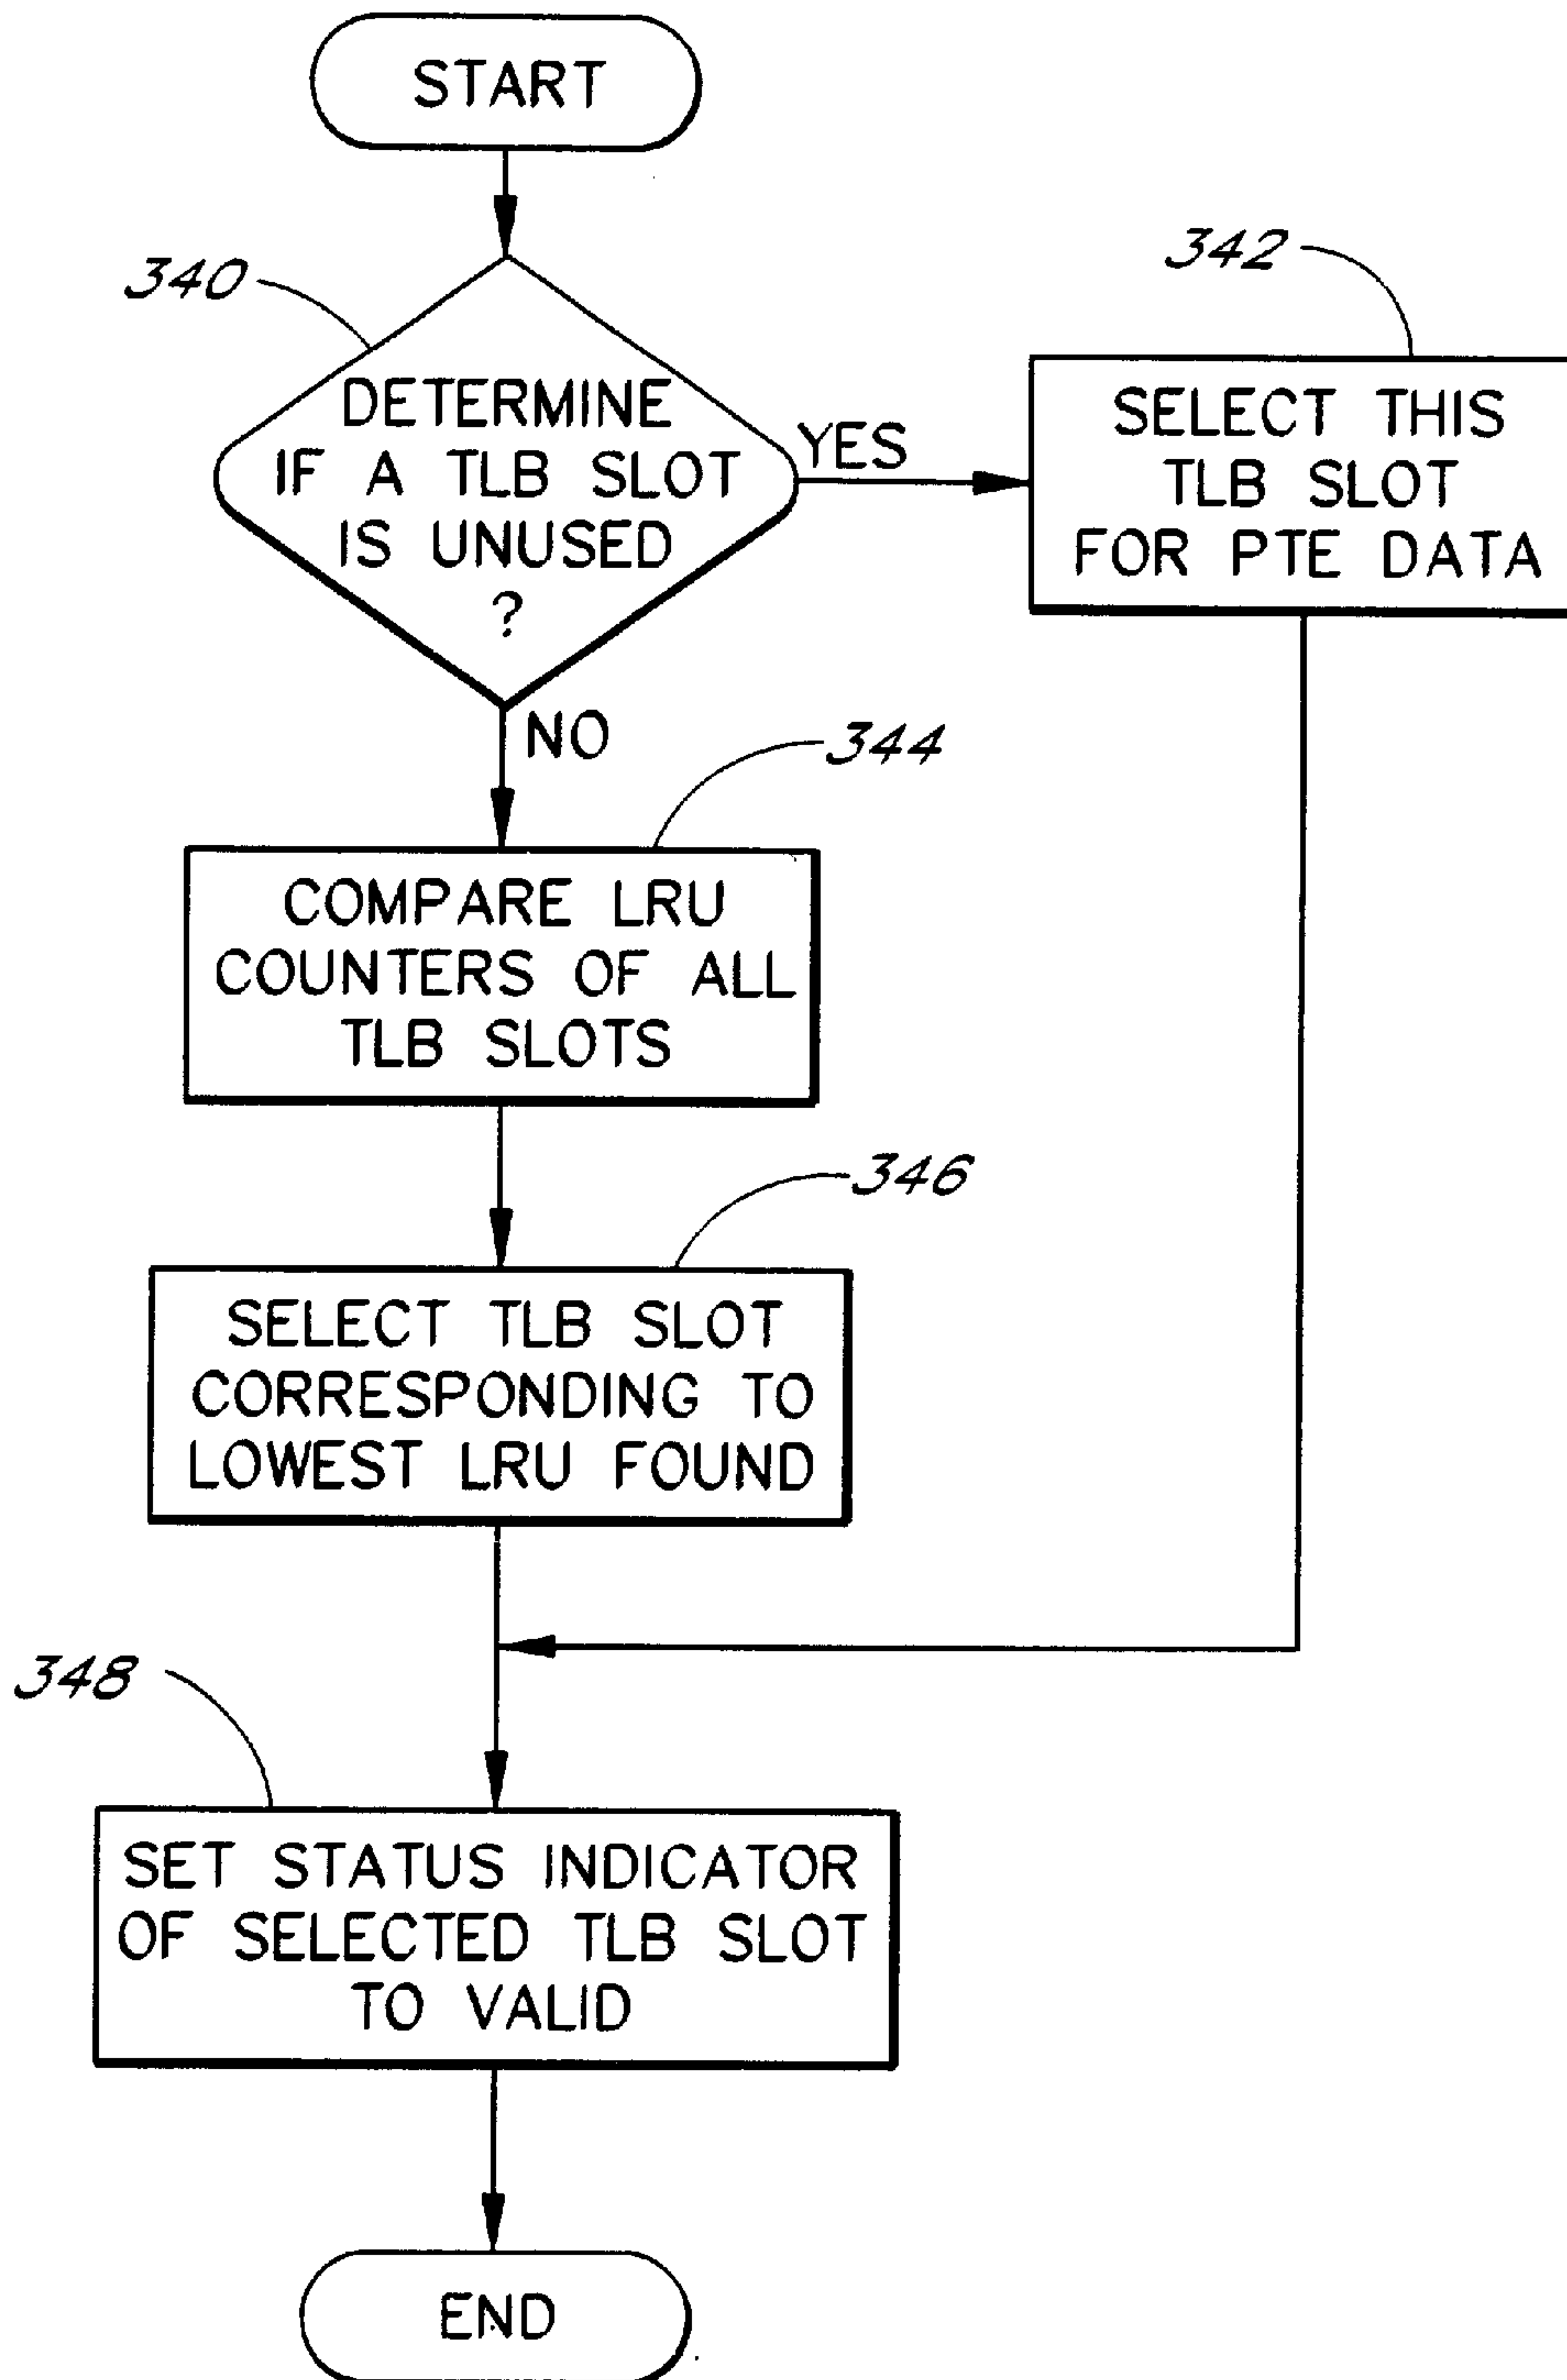 START
340
DETERMINE
IF A TLB SLOT
IS UNUSED
?
YES
342
SELECT THIS
TLB SLOT
FOR PTE DATA
NO
344
COMPARE LRU
COUNTERS OF ALL
TLB SLOTS
346
SELECT TLB SLOT
CORRESPONDING TO
LOWEST LRU FOUND
348
SET STATUS INDICATOR
OF SELECTED TLB SLOT
TO VALID
END